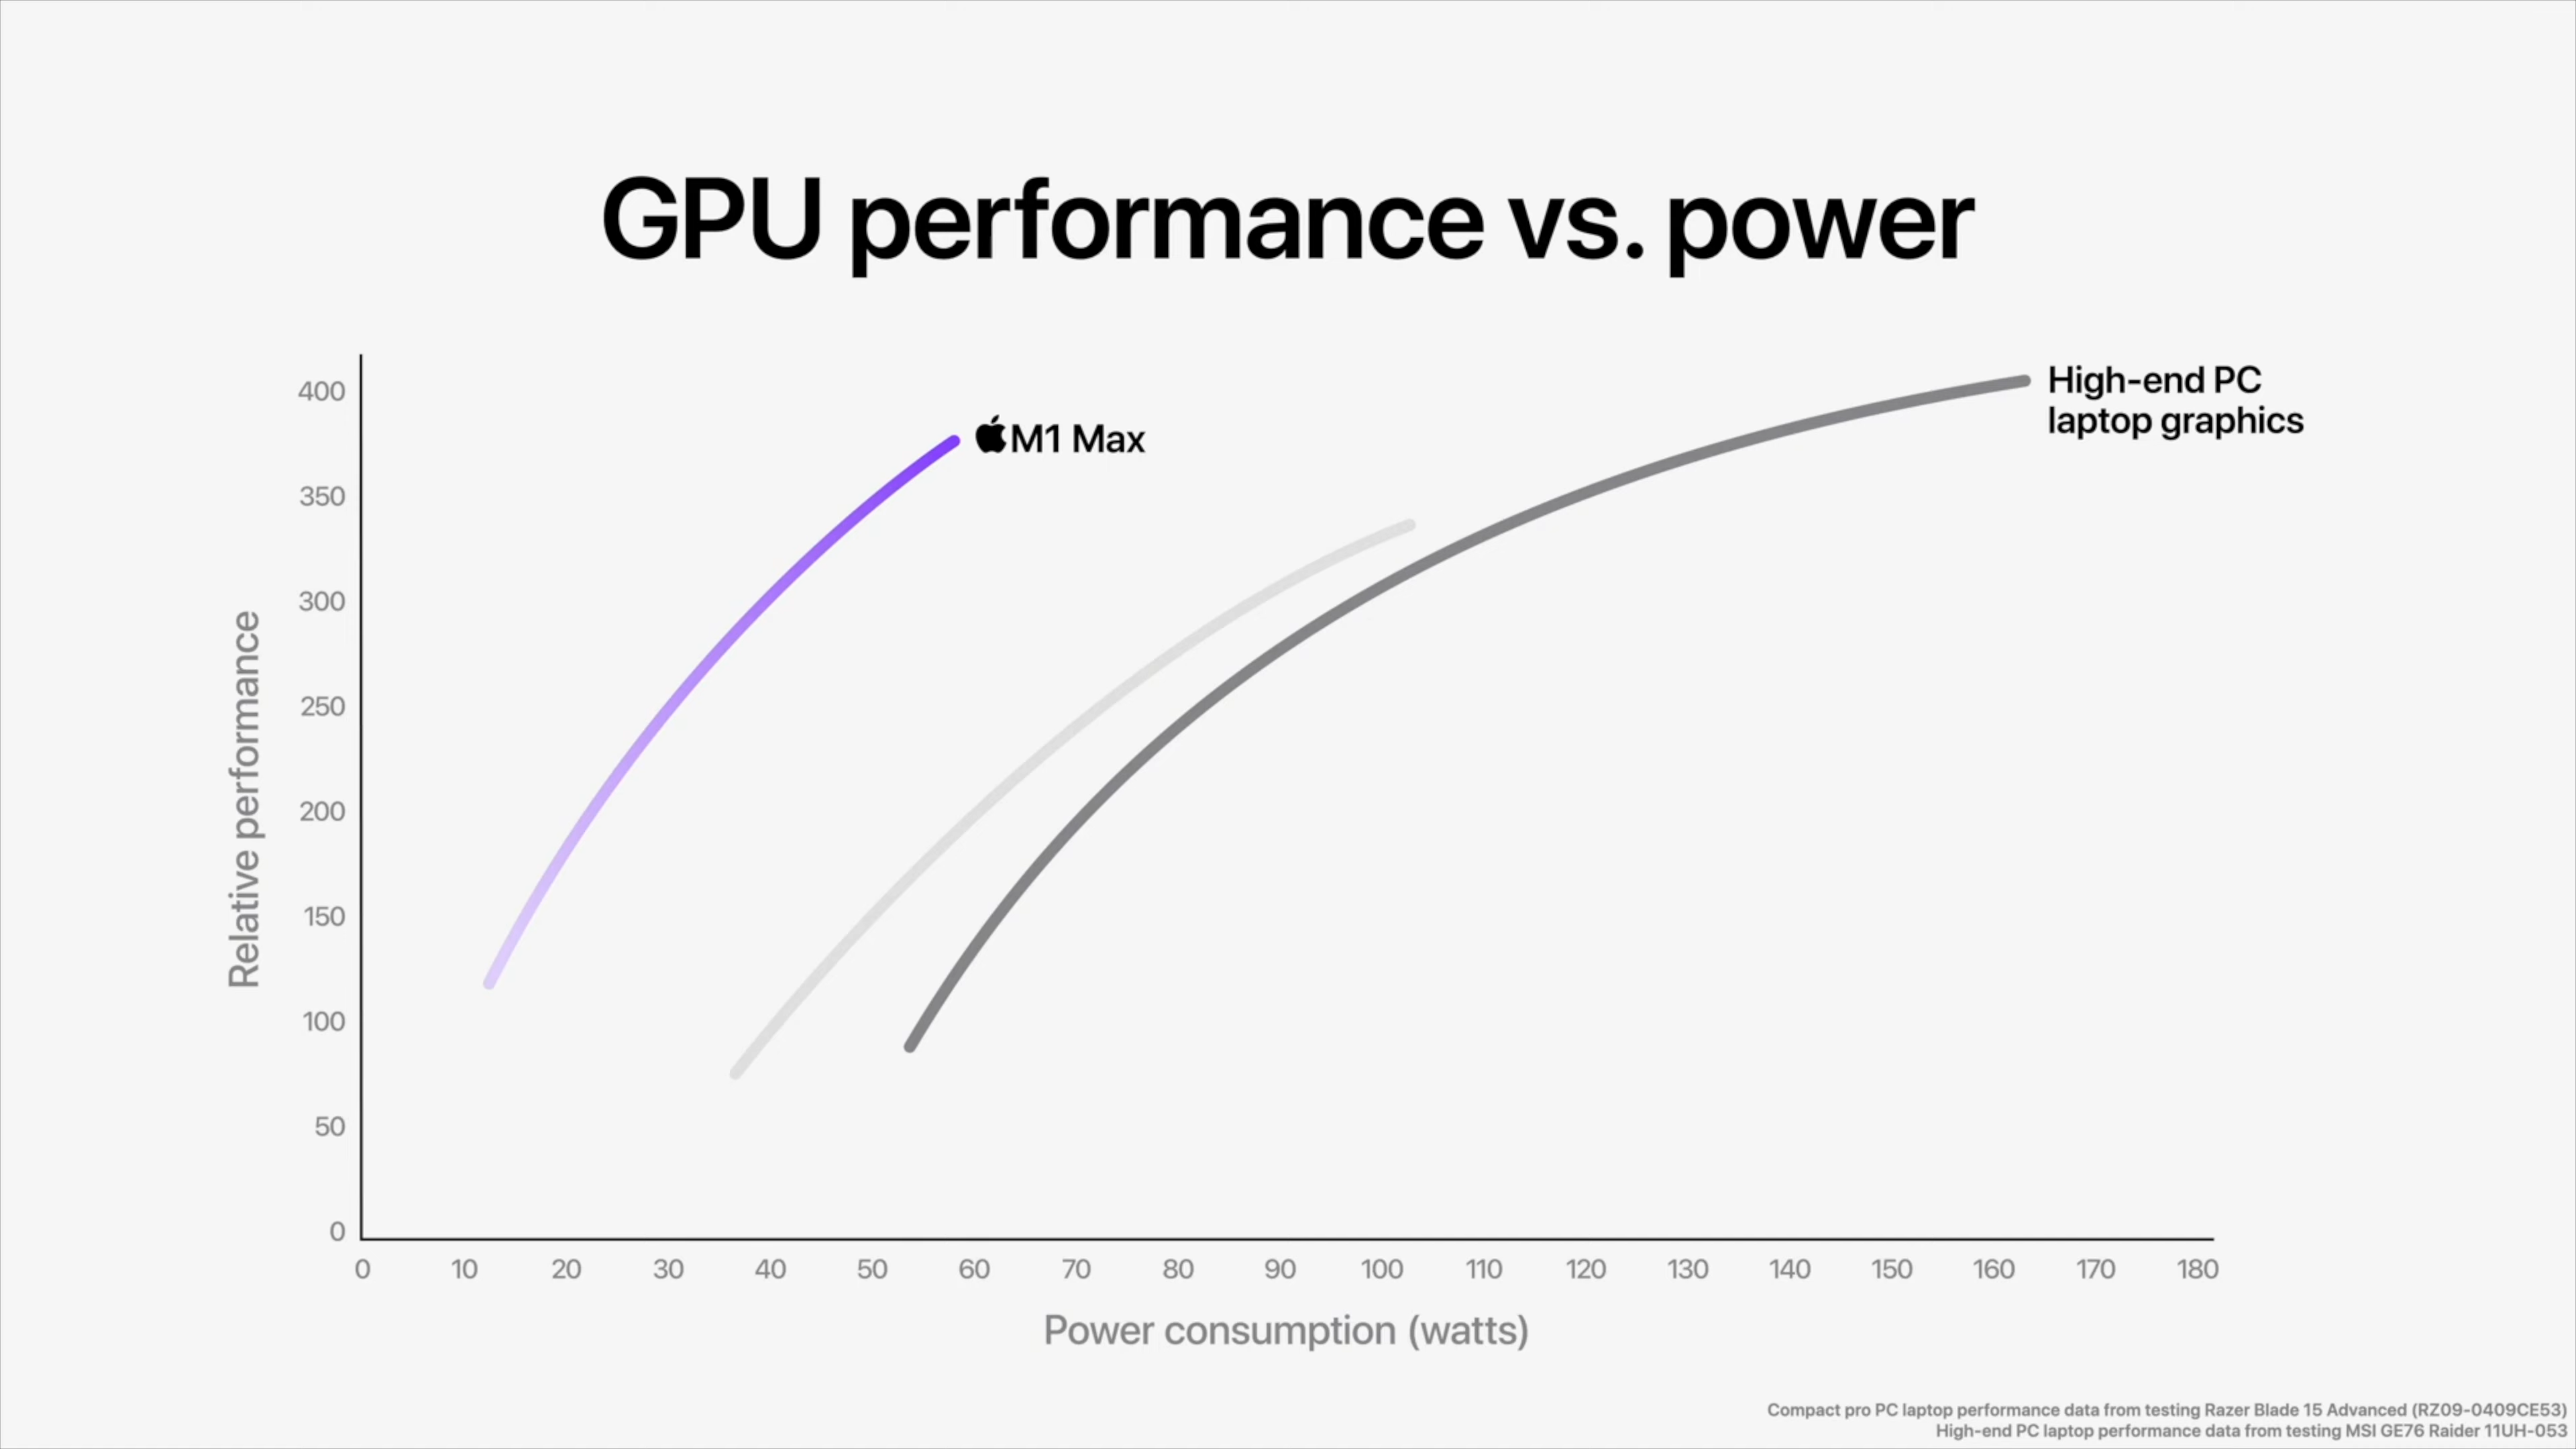 GPU performance vs. power
400
350
300
250
200
150
100
50
0
Relative performance
M1 Max
High-end PC
laptop graphics
0 10 20 30 40 50 60 70 80 90 100 110 120 130 140 150 160 170 180
Power consumption (watts)
Compact pro PC laptop performance data from testing Razer Blade 15 Advanced (RZ09-0409CE53)
High-end PC laptop performance data from testing MSI GE76 Raider 11UH-053